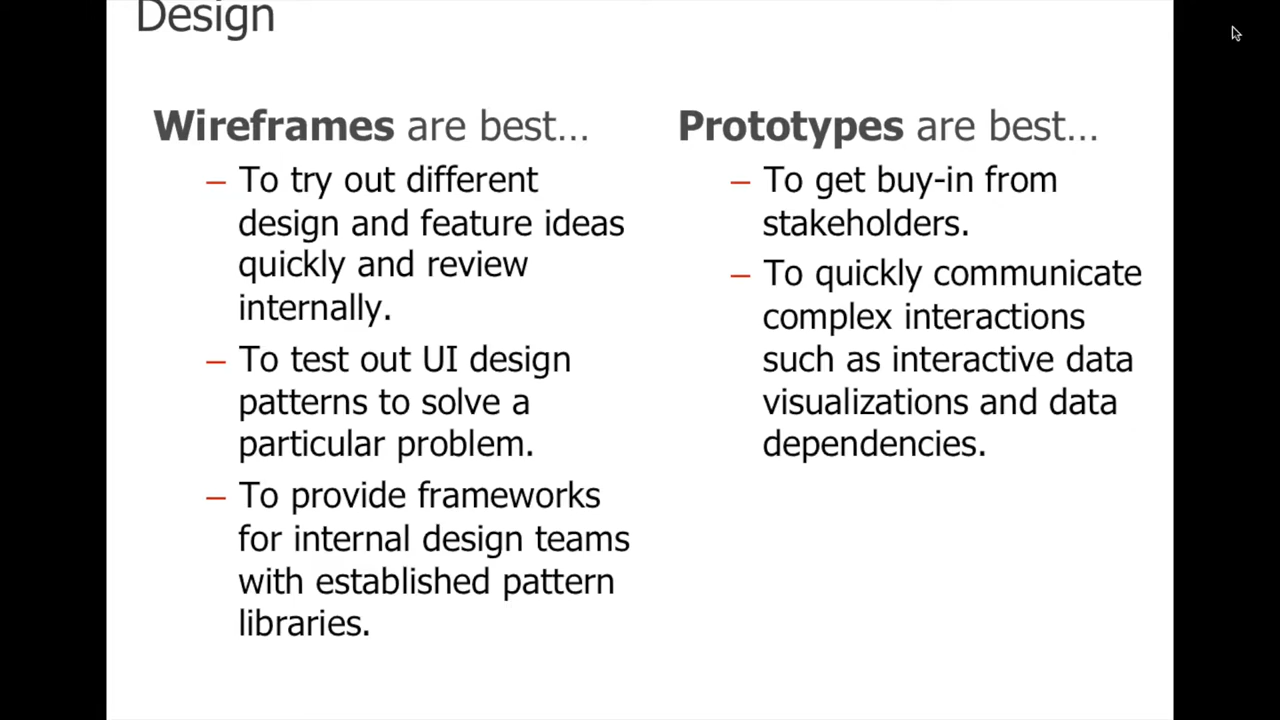 Design
Wireframes are best...
– To try out different
design and feature ideas
quickly and review
internally.
– To test out UI design
patterns to solve a
particular problem.
– To provide frameworks
for internal design teams
with established pattern
libraries.
Prototypes are best...
– To get buy-in from
stakeholders.
– To quickly communicate
complex interactions
such as interactive data
visualizations and data
dependencies.